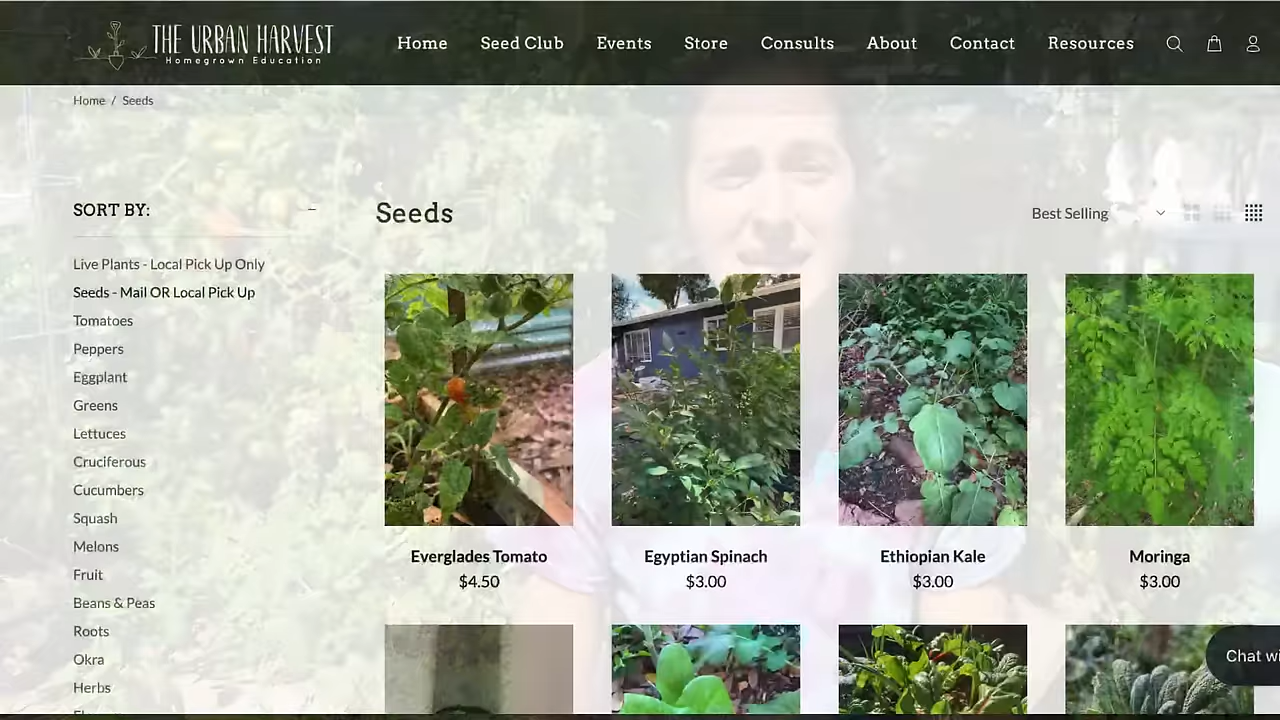 THE URBAN HARVEST
Homegrown Education
Home Seed Club Events Store Consults About Contact Resources
Home / Seeds
SORT BY:
Seeds
Best Selling
Live Plants - Local Pick Up Only
Seeds - Mail OR Local Pick Up
Tomatoes
Peppers
Eggplant
Greens
Lettuces
Cruciferous
Cucumbers
Squash
Melons
Fruit
Beans & Peas
Roots
Okra
Herbs
Everglades Tomato
$4.50
Egyptian Spinach
$3.00
Ethiopian Kale
$3.00
Moringa
$3.00
Chat wi